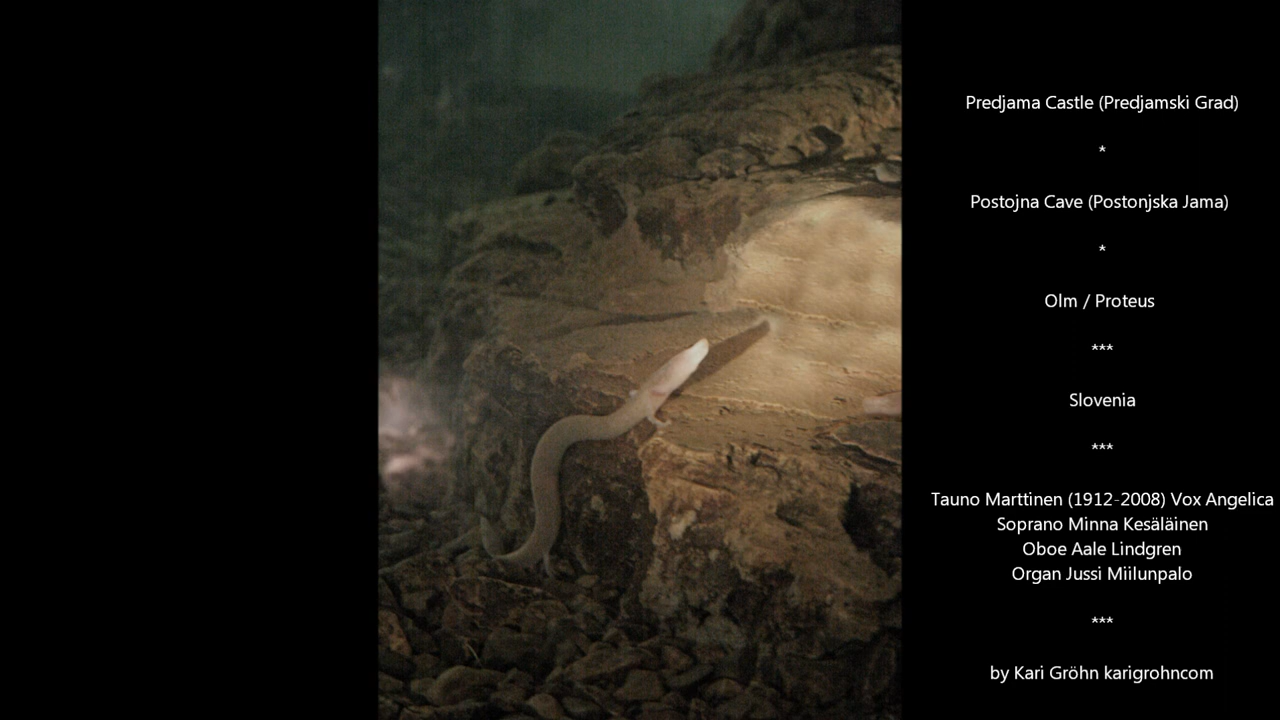 Predjama Castle (Predjamski Grad)
*
Postojna Cave (Postonjska Jama)
*
Olm / Proteus
***
Slovenia
***
Tauno Marttinen (1912-2008) Vox Angelica
Soprano Minna Kesäläinen
Oboe Aale Lindgren
Organ Jussi Miilunpalo
***
by Kari Gröhn karigrohncom